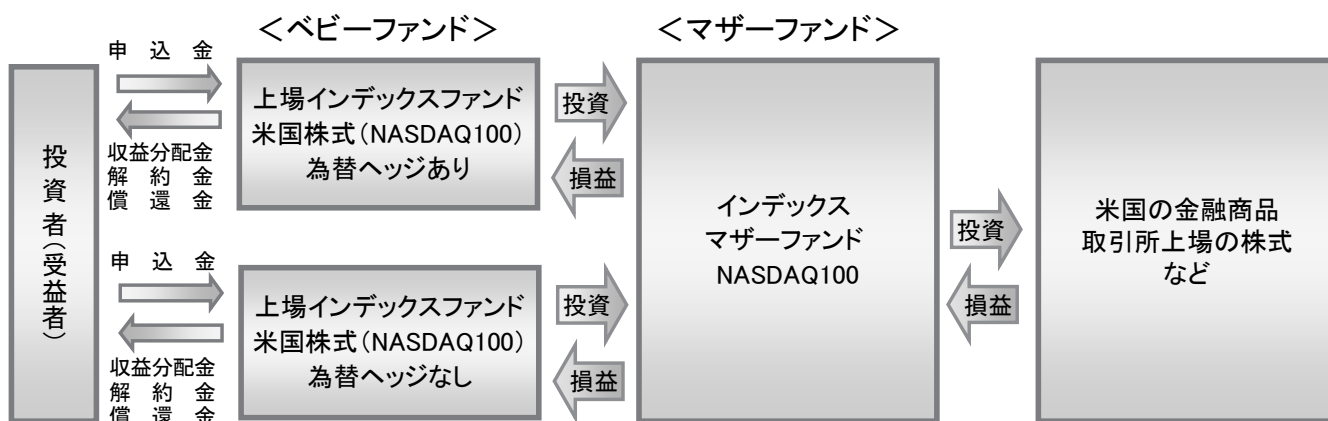 ＜ベビーファンド＞
＜マザーファンド＞
投資者（受益者）
申込金
収益分配金
解約金
償還金
上場インデックスファンド
米国株式（NASDAQ100）
為替ヘッジあり
投資
損益
申込金
収益分配金
解約金
償還金
上場インデックスファンド
米国株式（NASDAQ100）
為替ヘッジなし
投資
損益
インデックス
マザーファンド
NASDAQ100
投資
損益
米国の金融商品
取引所上場の株式
など